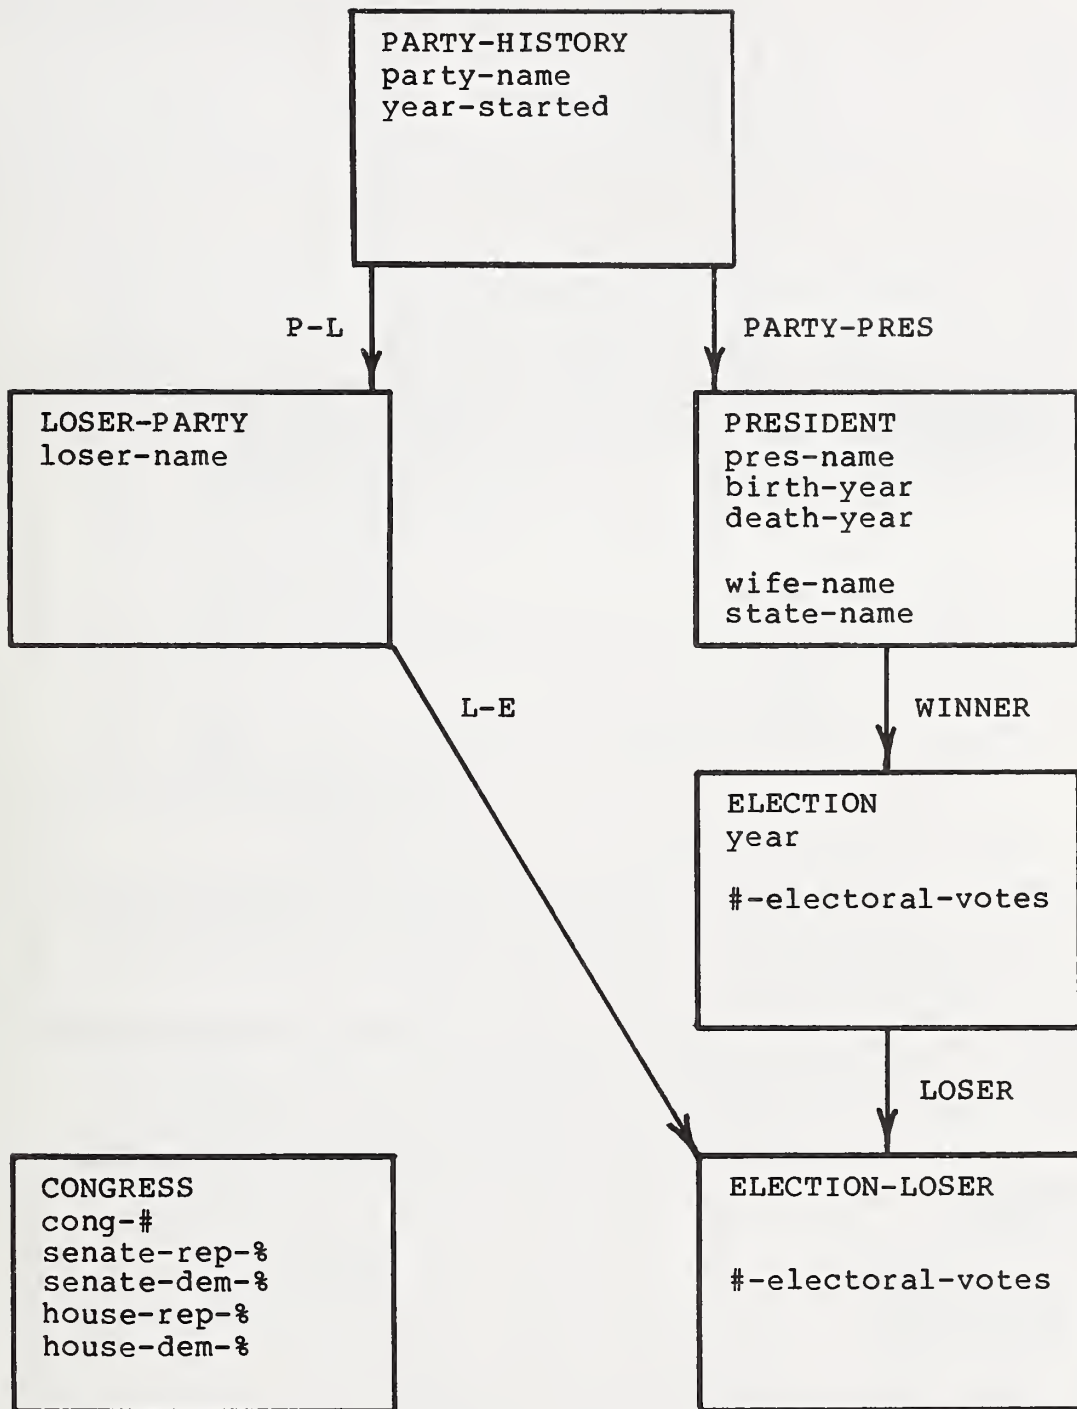 PARTY-HISTORY
party-name
year-started
P-L
PARTY-PRES
LOSER-PARTY
loser-name
PRESIDENT
pres-name
birth-year
death-year
wife-name
state-name
L-E
WINNER
ELECTION
year
#-electoral-votes
LOSER
CONGRESS
cong-#
senate-rep-%
senate-dem-%
house-rep-%
house-dem-%
ELECTION-LOSER
#-electoral-votes